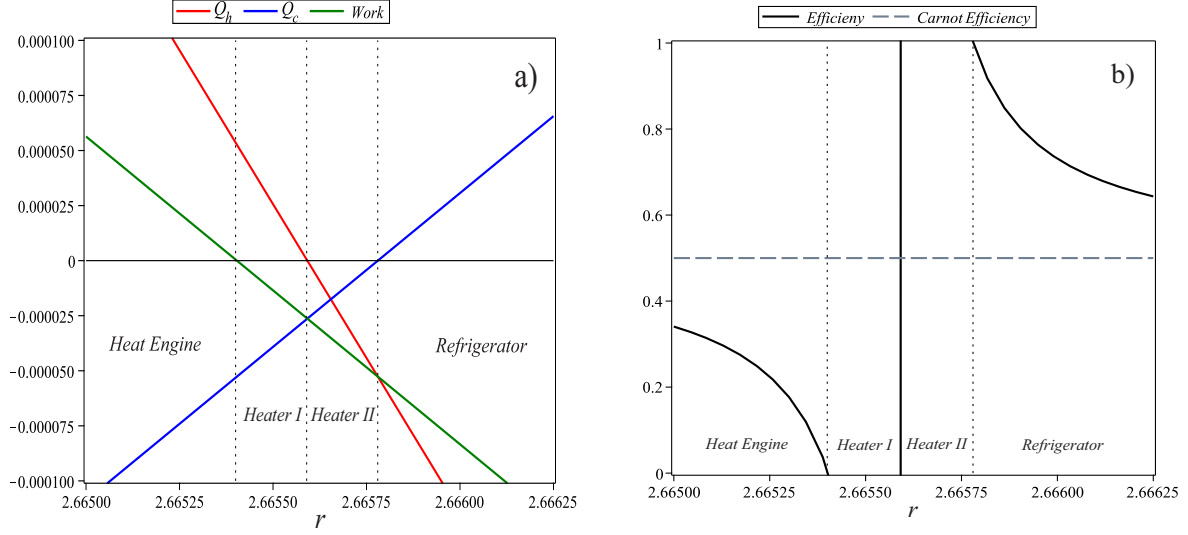 Q_h Q_c Work
0.000100
0.000075
0.000050
0.000025
0
−0.000025
−0.000050
−0.000075
−0.000100
a)
Heat Engine
Refrigerator
Heater I
Heater II
2.66500 2.66525 2.66550 2.66575 2.66600 2.66625
r
Efficieny Carnot Efficiency
1
0.8
0.6
0.4
0.2
0
b)
Heat Engine
Heater I
Heater II
Refrigerator
2.66500 2.66525 2.66550 2.66575 2.66600 2.66625
r